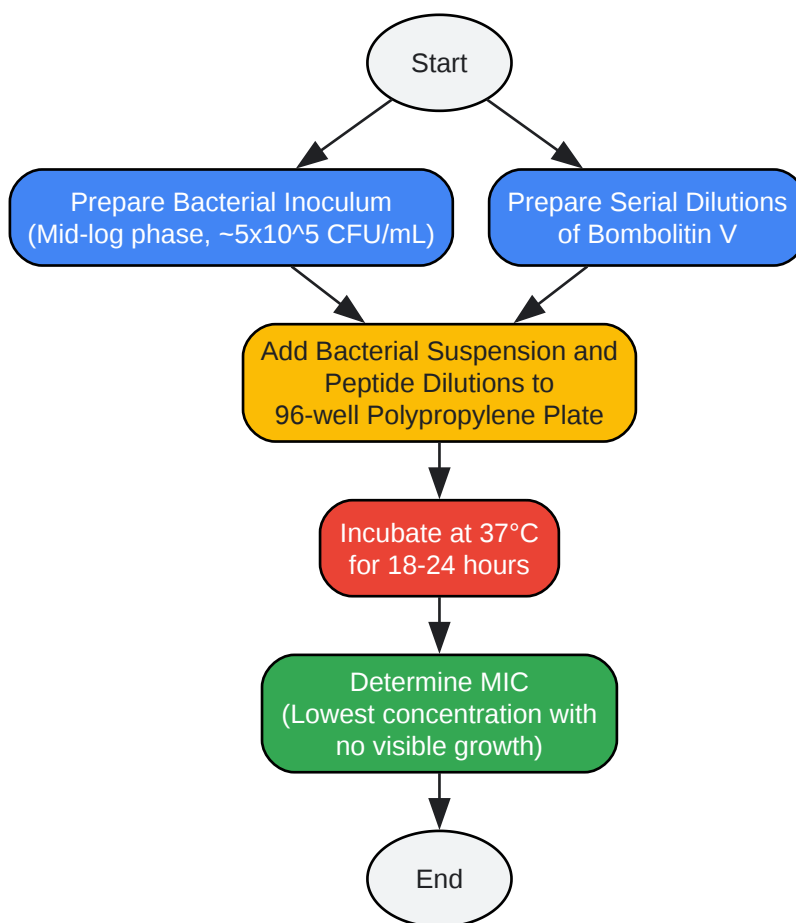 Start
Prepare Bacterial Inoculum
(Mid-log phase, ~5x10^5 CFU/mL)
Prepare Serial Dilutions
of Bombolitin V
Add Bacterial Suspension and
Peptide Dilutions to
96-well Polypropylene Plate
Incubate at 37°C
for 18-24 hours
Determine MIC
(Lowest concentration with
no visible growth)
End